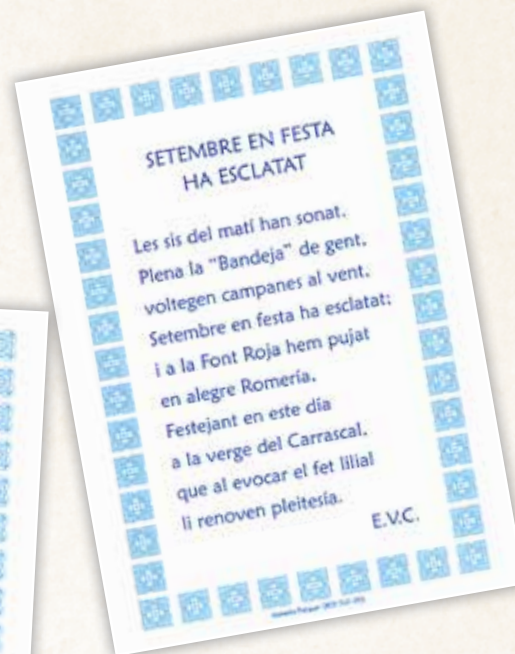 SETEMBRE EN FESTA
HA ESCLATAT
Les sis del matí han sonat.
Plena la "Bandeja" de gent,
voltegen campanes al vent.
Setembre en festa ha esclatat:
i a la Font Roja hem pujat
en alegre Romería.
Festejant en este día
a la verge del Carrascal,
que al evocar el fet lilial
li renoven pleitesía.
E.V.C.